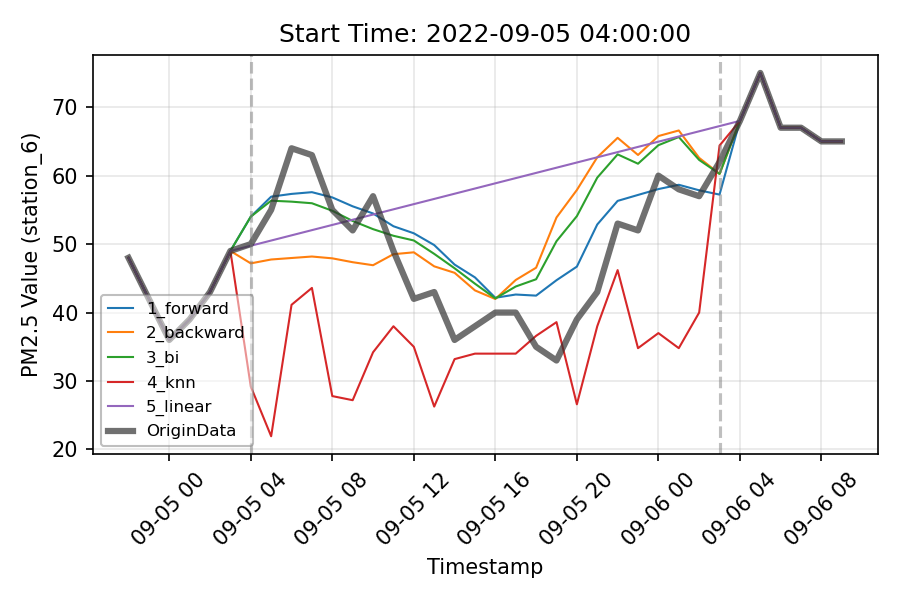 Start Time: 2022-09-05 04:00:00
PM2.5 Value (station_6)
70
60
50
40
30
20
1_forward
2_backward
3_bi
4_knn
5_linear
OriginData
09-05 00
09-05 04
09-05 08
09-05 12
09-05 16
09-05 20
09-06 00
09-06 04
09-06 08
Timestamp